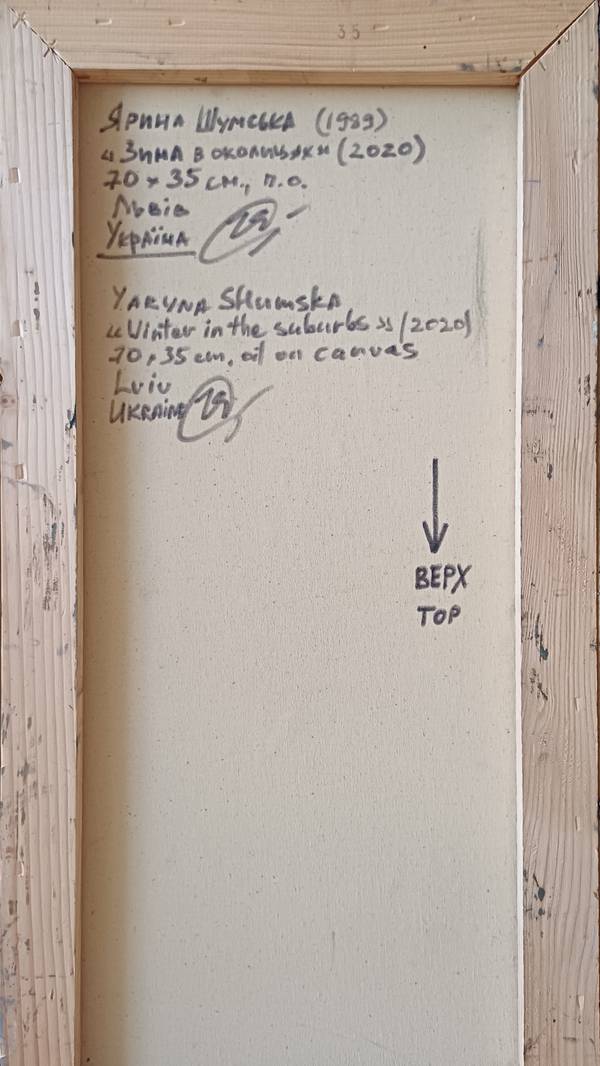 35
Ярина Шумська (1989)
«Зима в околицях» (2020)
70 × 35 см., п.о.
Львів
Україна
Yaryna Shumska
«Winter in the suburbs» (2020)
70 × 35 cm, oil on canvas
Lviv
Ukraine
ВЕРХ
TOP